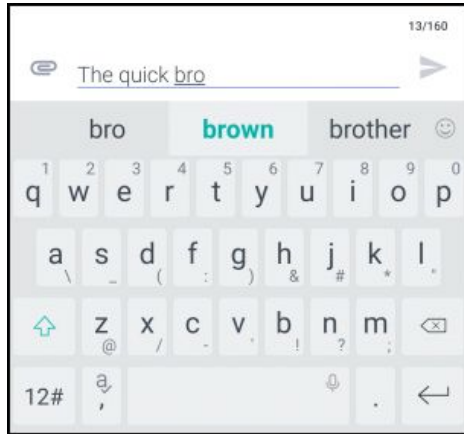 13/160
The quick bro
bro brown brother
1 2 3 4 5 6 7 8 9 0
q w e r t y u i o p
a s d f g h j k l
\ _ ( : ) & # * "
z x c v b n m
@ / - ' ! ? ;
12# a , .